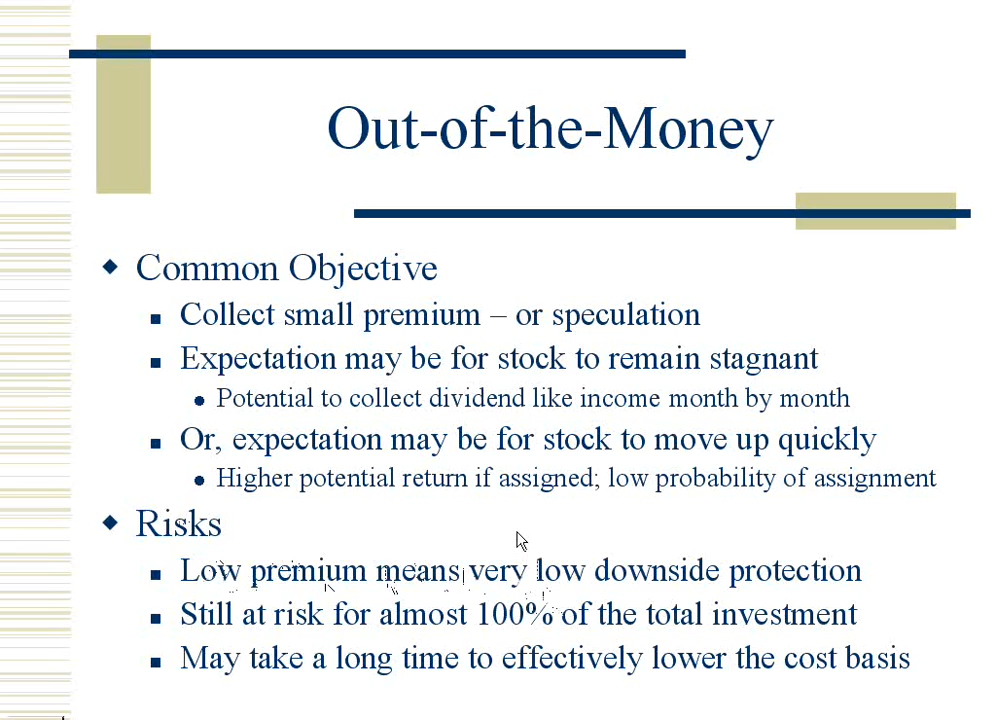 Out-of-the-Money
Common Objective
Collect small premium – or speculation
Expectation may be for stock to remain stagnant
Potential to collect dividend like income month by month
Or, expectation may be for stock to move up quickly
Higher potential return if assigned; low probability of assignment
Risks
Low premium means very low downside protection
Still at risk for almost 100% of the total investment
May take a long time to effectively lower the cost basis